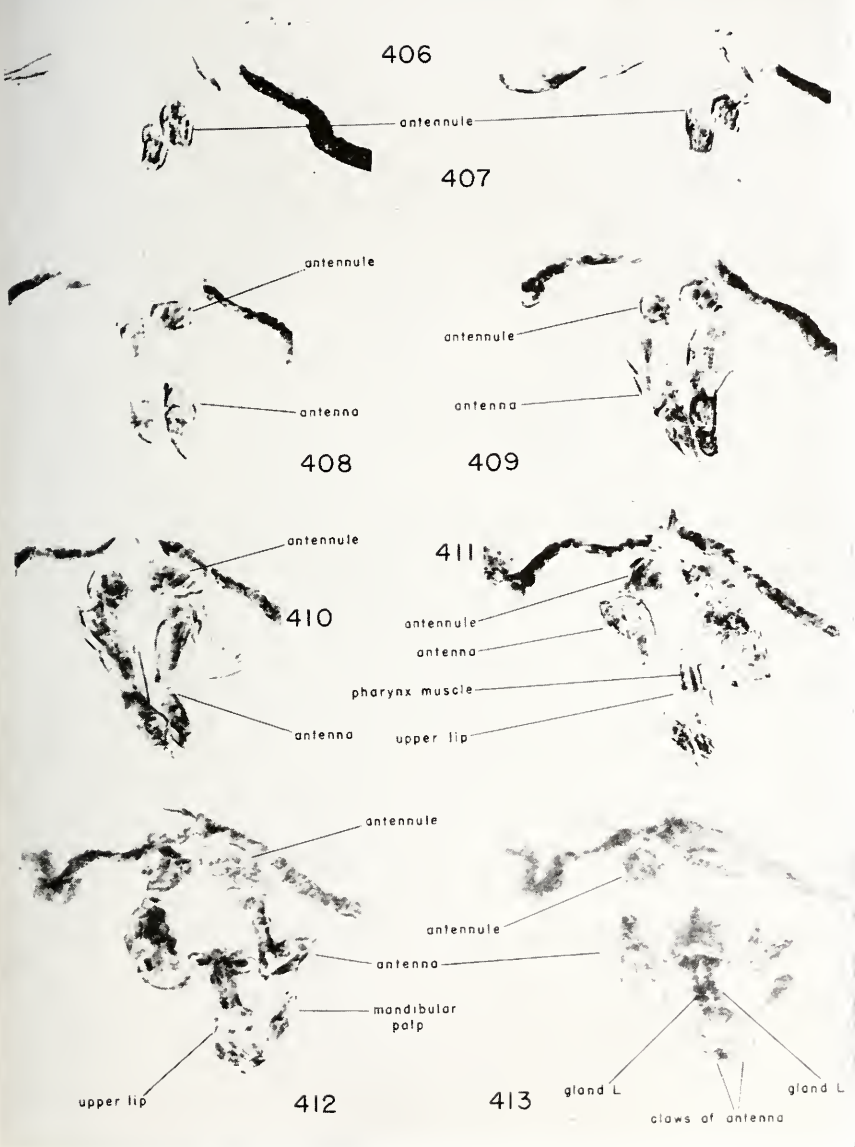 406
antennule
407
antennule
antennule
antenna
antenna
408
409
antennule
411
410
antennule
antenna
pharynx muscle
antenna
upper lip
antennule
antennule
antenna
mandibular
palp
upper lip
412
413
gland L
gland L
claws of antenna